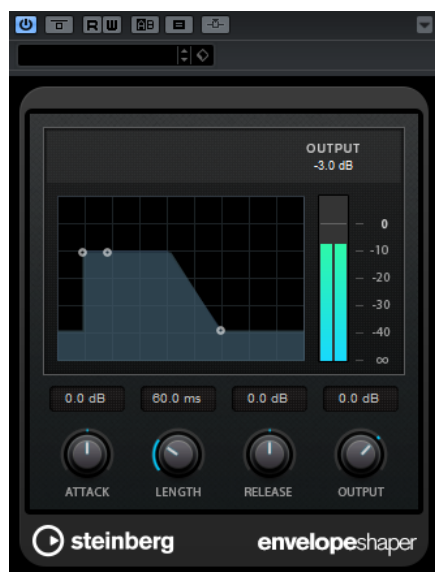 R W AB
OUTPUT
-3.0 dB
0
-10
-20
-30
-40
∞
0.0 dB 60.0 ms 0.0 dB 0.0 dB
ATTACK LENGTH RELEASE OUTPUT
steinberg envelopeshaper